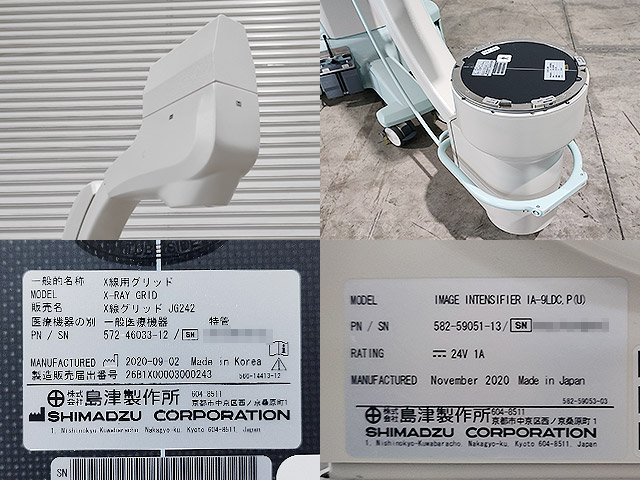 一般的名称 X線用グリッド
MODEL X-RAY GRID
販売名 X線グリッド JG242
医療機器の別 一般医療機器 特管
PN / SN 572-46033-12 / SN
MANUFACTURED 2020-09-02 Made in Korea
製造販売届出番号 26B1X00003000243
560-14413-12
株式会社 島津製作所 604-8511 京都市中京区西ノ京桑原町1
SHIMADZU CORPORATION
1, Nishinokyo Kuwabaracho, Nakagyo-ku, Kyoto 604-8511, Japan
SN
MODEL IMAGE INTENSIFIER IA-9LDC.P(U)
PN / SN 582-59051-13 / SN
RATING 24V 1A
MANUFACTURED November 2020 Made in Japan
582-59053-03
株式会社 島津製作所 604-8511 京都市中京区西ノ京桑原町1
SHIMADZU CORPORATION
1, Nishinokyo Kuwabaracho, Nakagyo-ku, Kyoto 604-8511, Japan